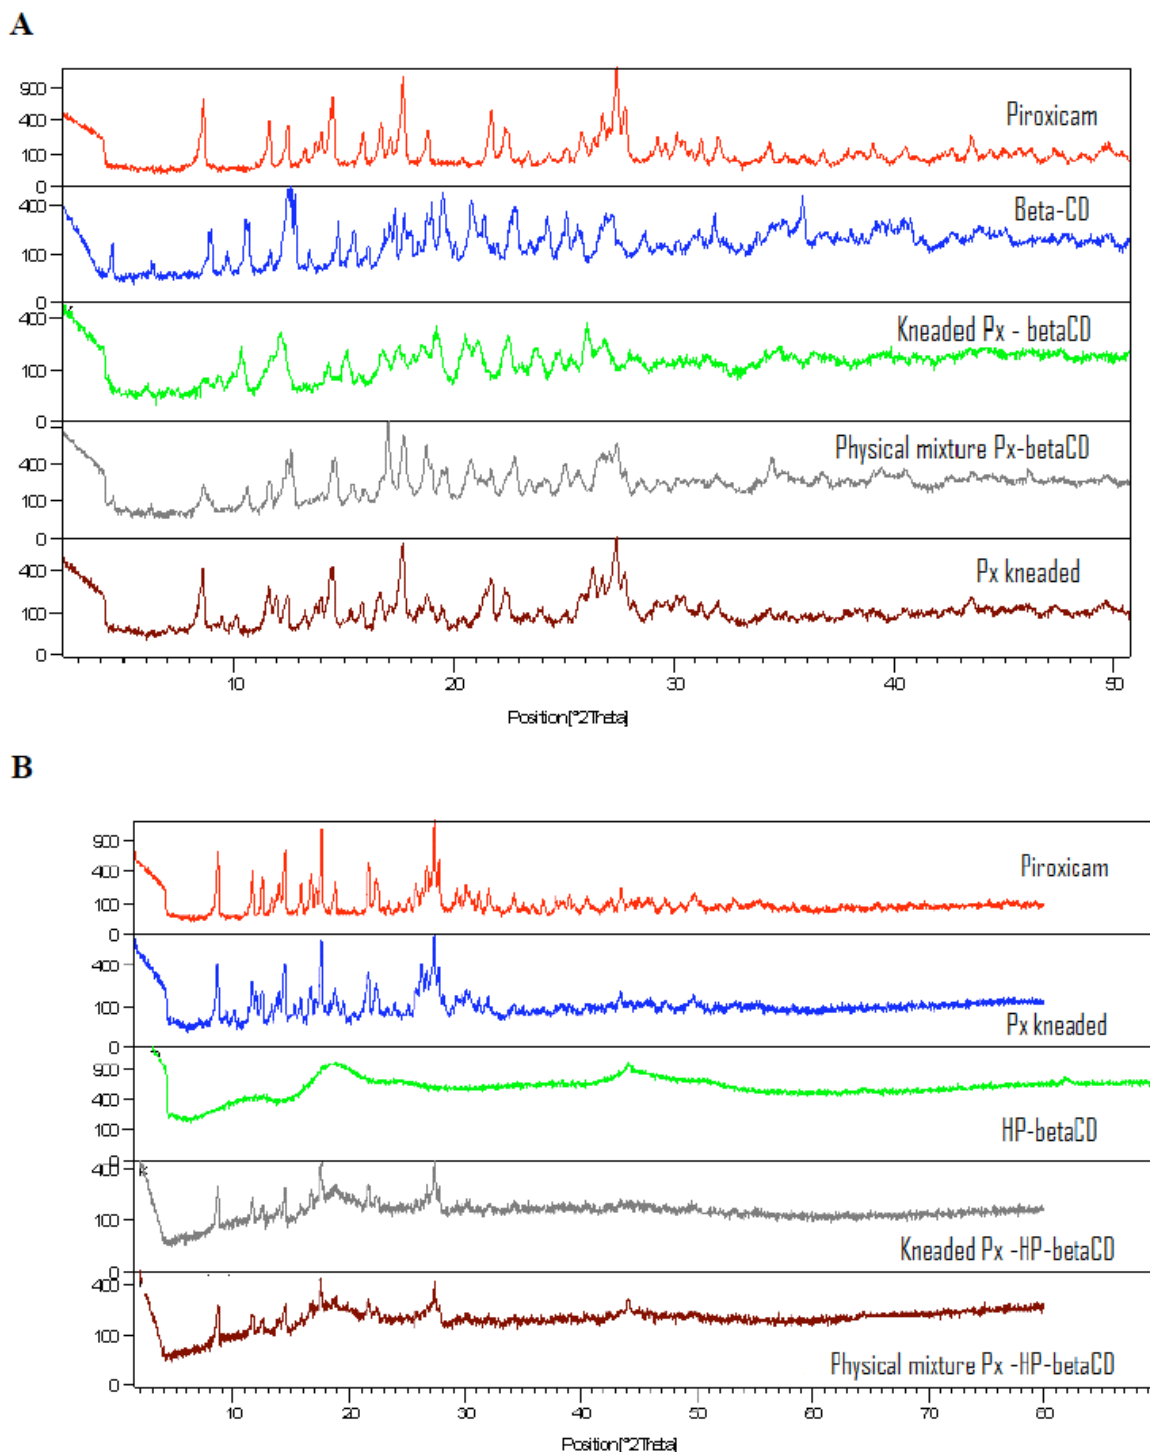 A
900
400
100
0
Piroxicam
400
100
0
Beta-CD
400
100
0
Kneaded Px - betaCD
400
100
0
Physical mixture Px-betaCD
400
100
0
Px kneaded
10 20 30 40 50
Position[°2Theta]
B
900
400
100
0
Piroxicam
400
100
0
Px kneaded
900
400
100
0
HP-betaCD
400
100
0
Kneaded Px -HP-betaCD
400
100
0
Physical mixture Px -HP-betaCD
10 20 30 40 50 60 70 80
Position[°2Theta]